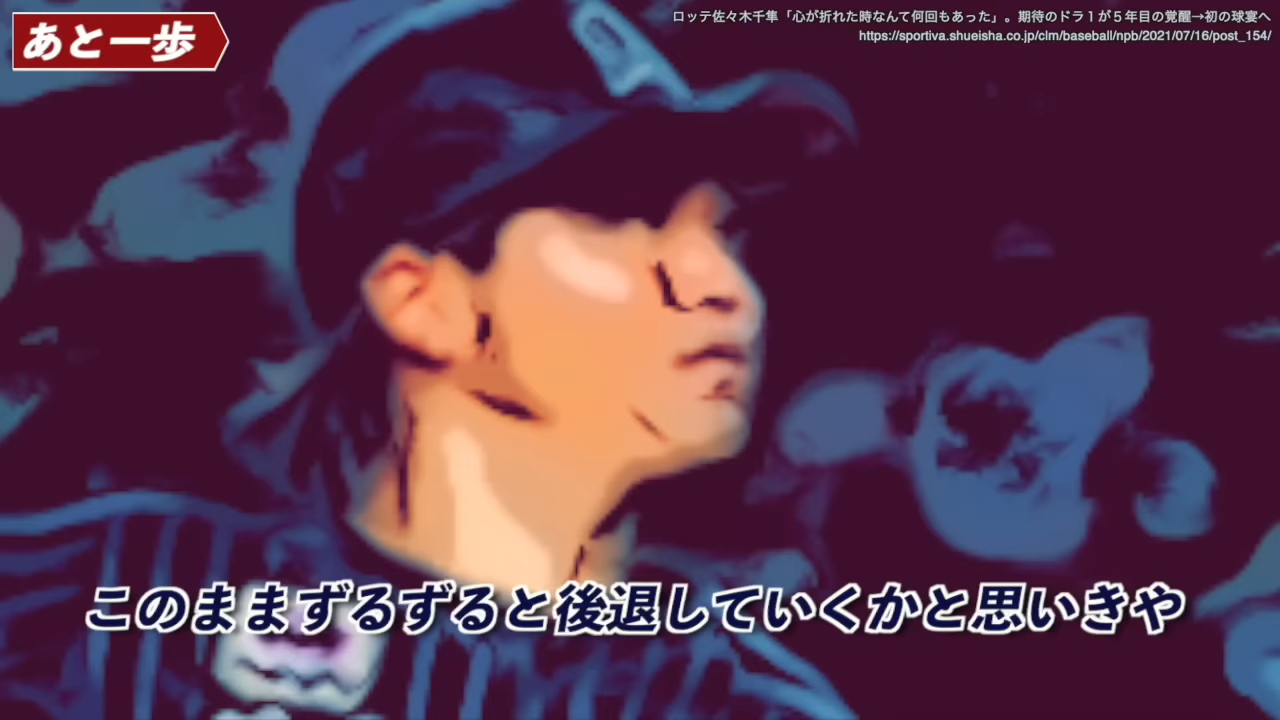 あと一歩
ロッテ佐々木千隼「心が折れた時なんて何回もあった」。期待のドラ１が５年目の覚醒→初の球宴へ
https://sportiva.shueisha.co.jp/clm/baseball/npb/2021/07/16/post_154/
このままずるずると後退していくかと思いきや